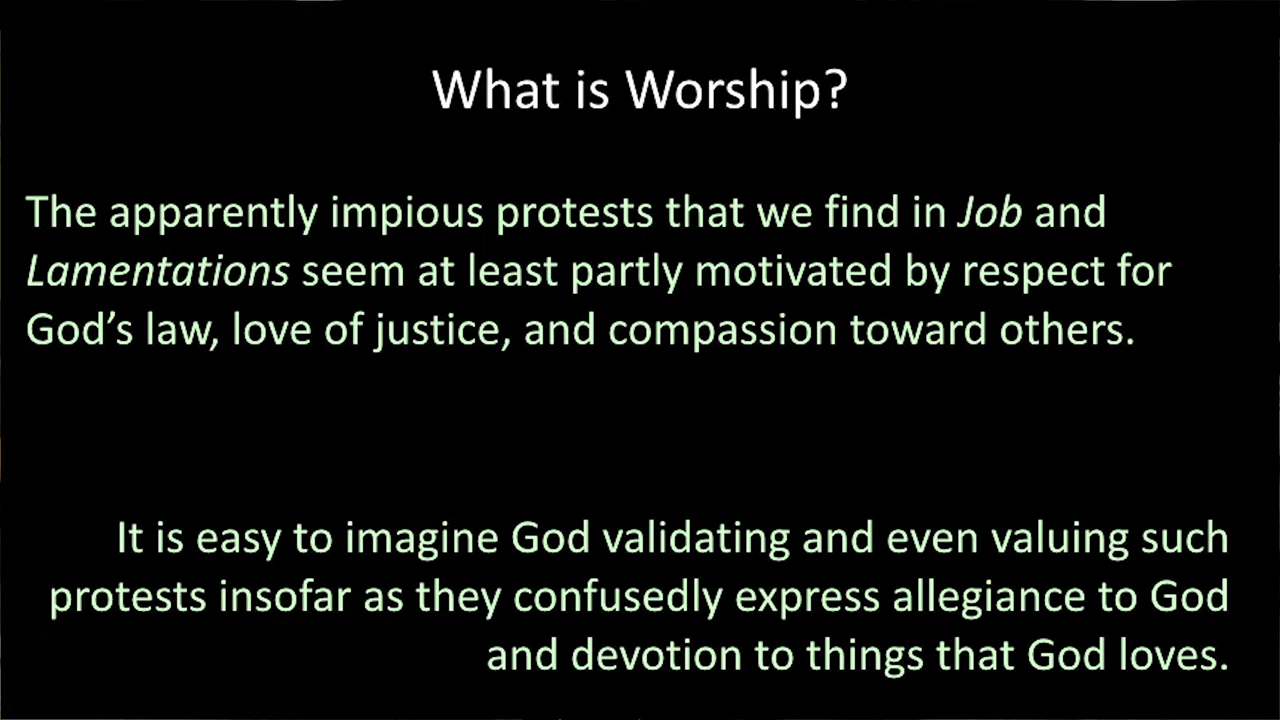 What is Worship?
The apparently impious protests that we find in Job and
Lamentations seem at least partly motivated by respect for
God’s law, love of justice, and compassion toward others.
It is easy to imagine God validating and even valuing such
protests insofar as they confusedly express allegiance to God
and devotion to things that God loves.